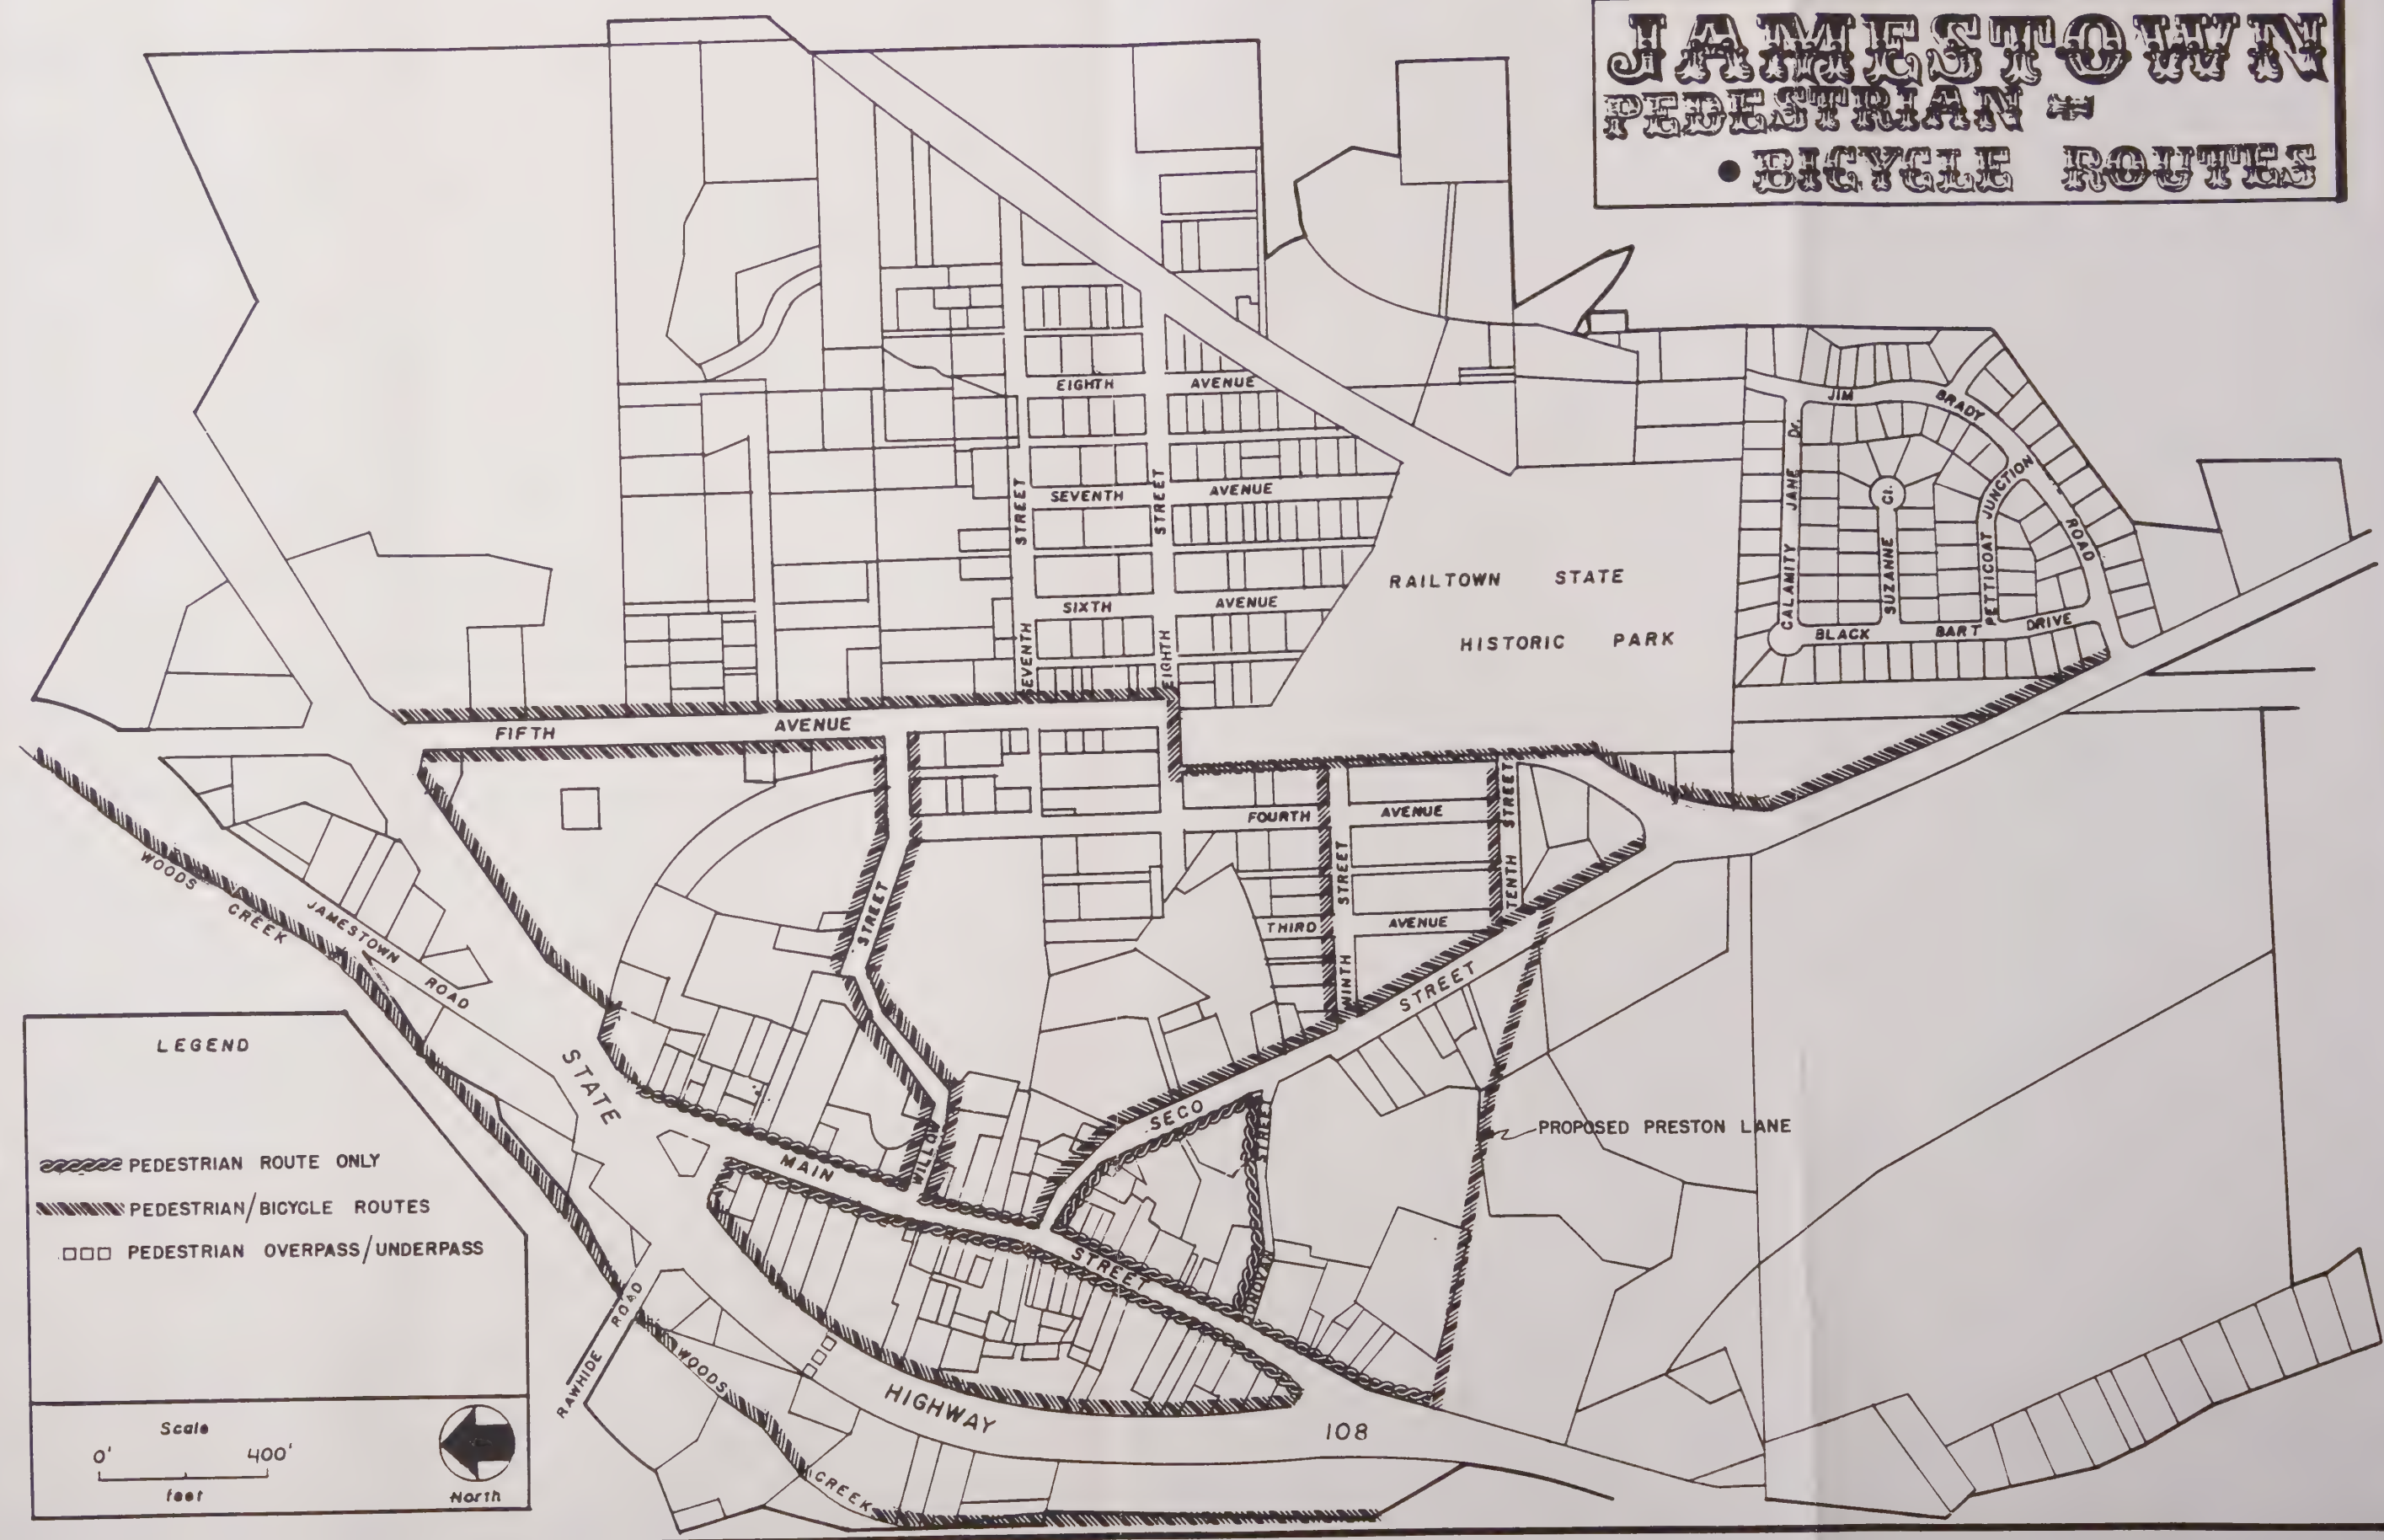 JAMESTOWN
PEDESTRIAN =
• BICYCLE ROUTES
EIGHTH AVENUE
JIM BRADY ROAD
CALAMITY JANE Dr.
SUZANNE Ci.
PETTICOAT JUNCTION
BLACK BART DRIVE
SEVENTH AVENUE
SEVENTH STREET
EIGHTH STREET
SIXTH AVENUE
RAILTOWN STATE
HISTORIC PARK
FIFTH AVENUE
FOURTH AVENUE
THIRD AVENUE
NINTH STREET
TENTH STREET
WOODS CREEK
JAMESTOWN ROAD
STREET
WILLOW
STREET
SECO
STREET
MAIN
STREET
PROPOSED PRESTON LANE
STATE
HIGHWAY
108
RAWHIDE ROAD
WOODS
CREEK
LEGEND
PEDESTRIAN ROUTE ONLY
PEDESTRIAN/BICYCLE ROUTES
PEDESTRIAN OVERPASS/UNDERPASS
Scale
0' 400'
feet
North